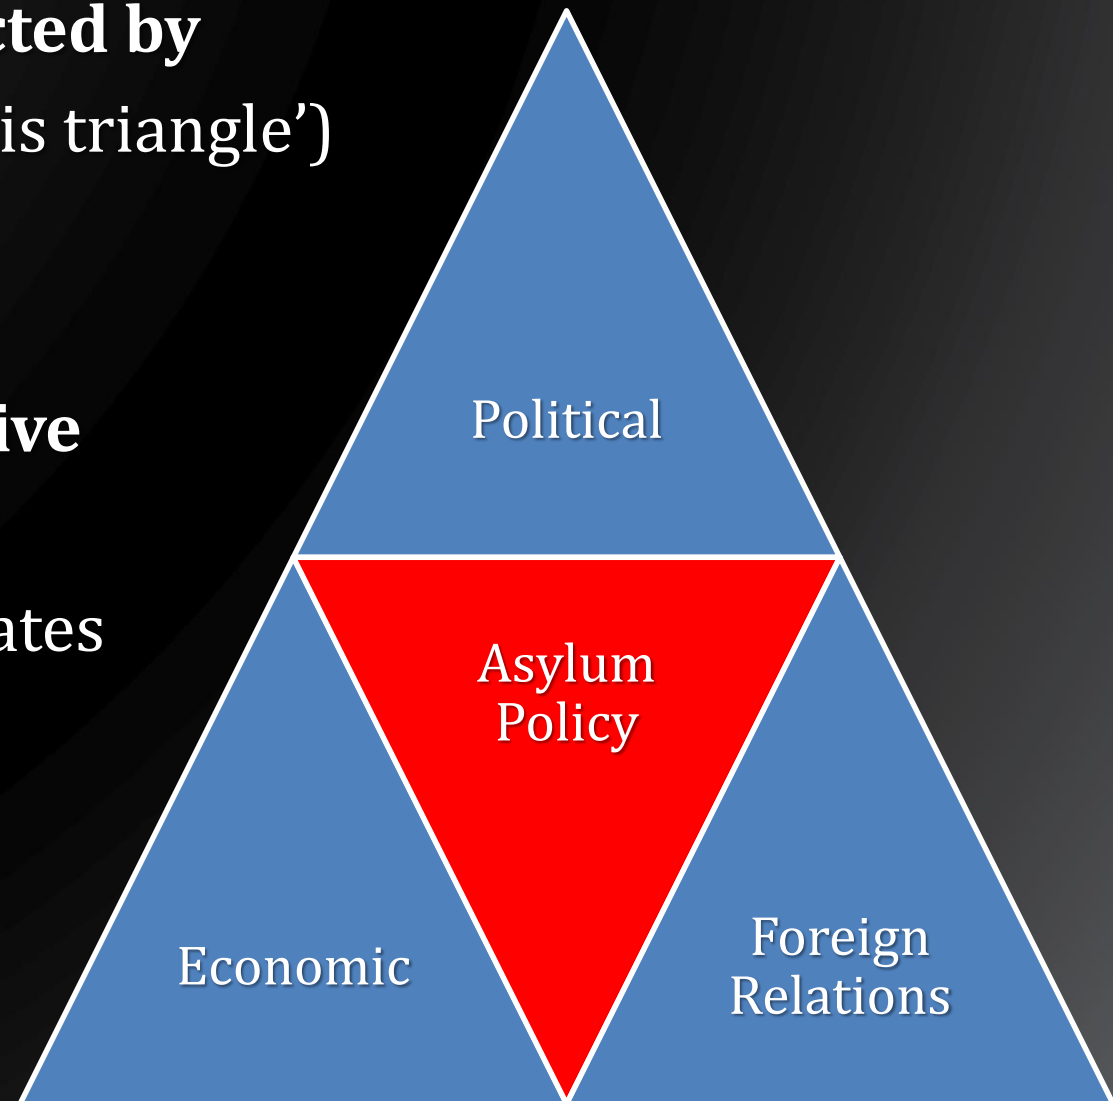 cted by
is triangle’)
ive
ates
Political
Asylum
Policy
Economic
Foreign
Relations